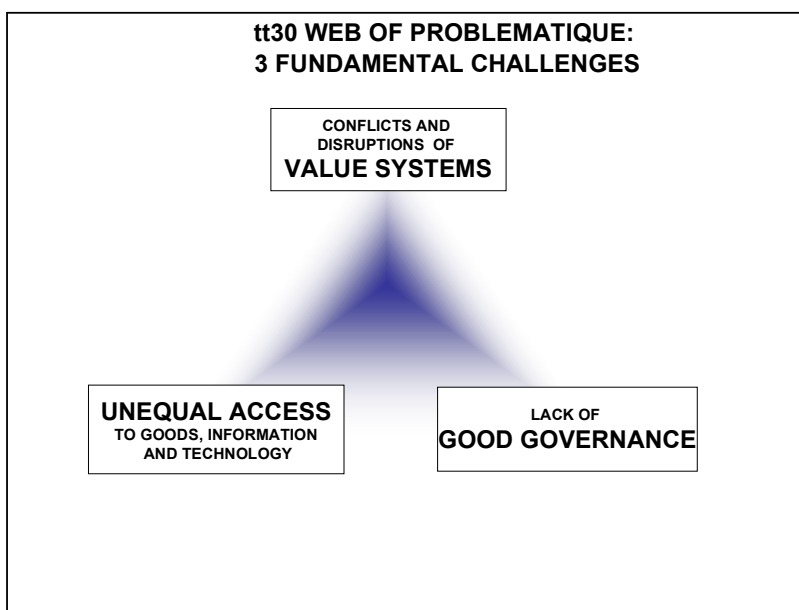 tt30 WEB OF PROBLEMATIQUE:
3 FUNDAMENTAL CHALLENGES
CONFLICTS AND
DISRUPTIONS OF
VALUE SYSTEMS
UNEQUAL ACCESS
TO GOODS, INFORMATION
AND TECHNOLOGY
LACK OF
GOOD GOVERNANCE